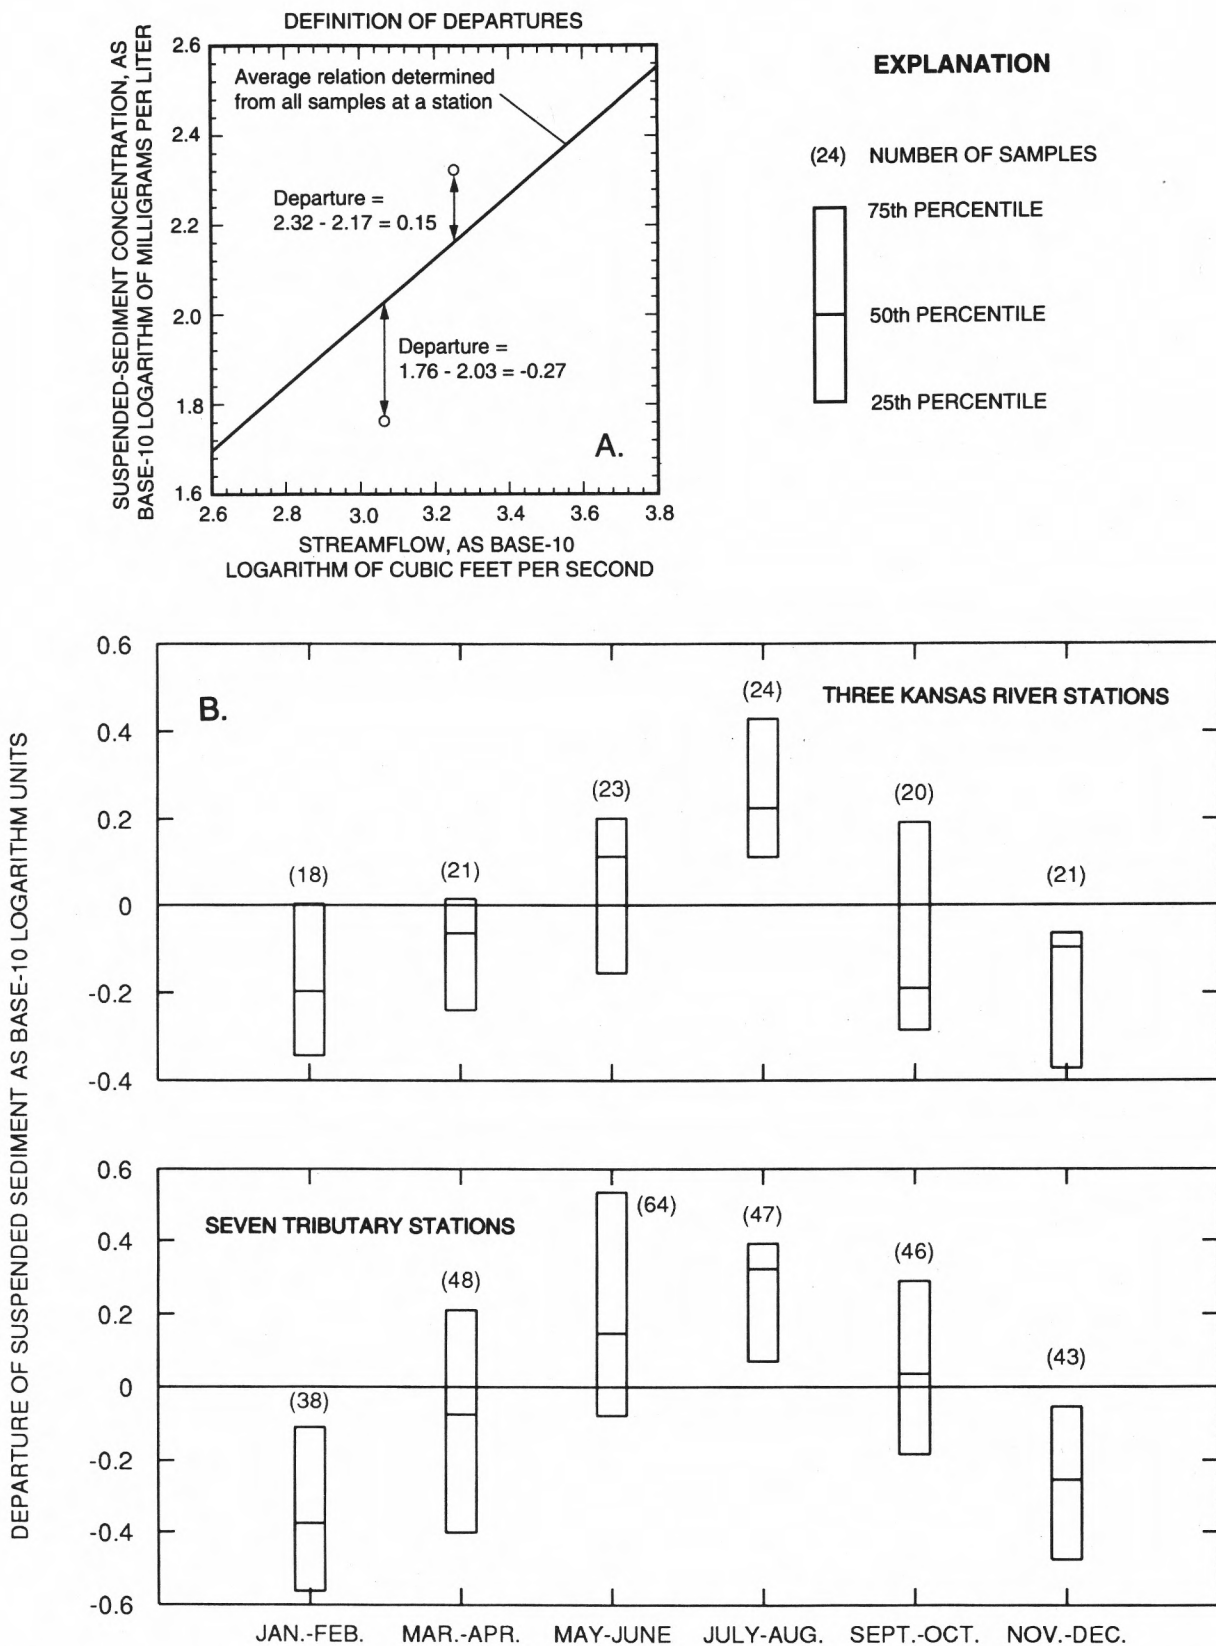 DEFINITION OF DEPARTURES
SUSPENDED-SEDIMENT CONCENTRATION, AS
BASE-10 LOGARITHM OF MILLIGRAMS PER LITER
2.6
2.4
2.2
2.0
1.8
1.6
Average relation determined
from all samples at a station
Departure =
2.32 - 2.17 = 0.15
Departure =
1.76 - 2.03 = -0.27
A.
2.6 2.8 3.0 3.2 3.4 3.6 3.8
STREAMFLOW, AS BASE-10
LOGARITHM OF CUBIC FEET PER SECOND
EXPLANATION
(24) NUMBER OF SAMPLES
75th PERCENTILE
50th PERCENTILE
25th PERCENTILE
DEPARTURE OF SUSPENDED SEDIMENT AS BASE-10 LOGARITHM UNITS
0.6
0.4
0.2
0
-0.2
-0.4
B.
THREE KANSAS RIVER STATIONS
(18)
(21)
(23)
(24)
(20)
(21)
0.6
0.4
0.2
0
-0.2
-0.4
-0.6
SEVEN TRIBUTARY STATIONS
(38)
(48)
(64)
(47)
(46)
(43)
JAN.-FEB. MAR.-APR. MAY-JUNE JULY-AUG. SEPT.-OCT. NOV.-DEC.